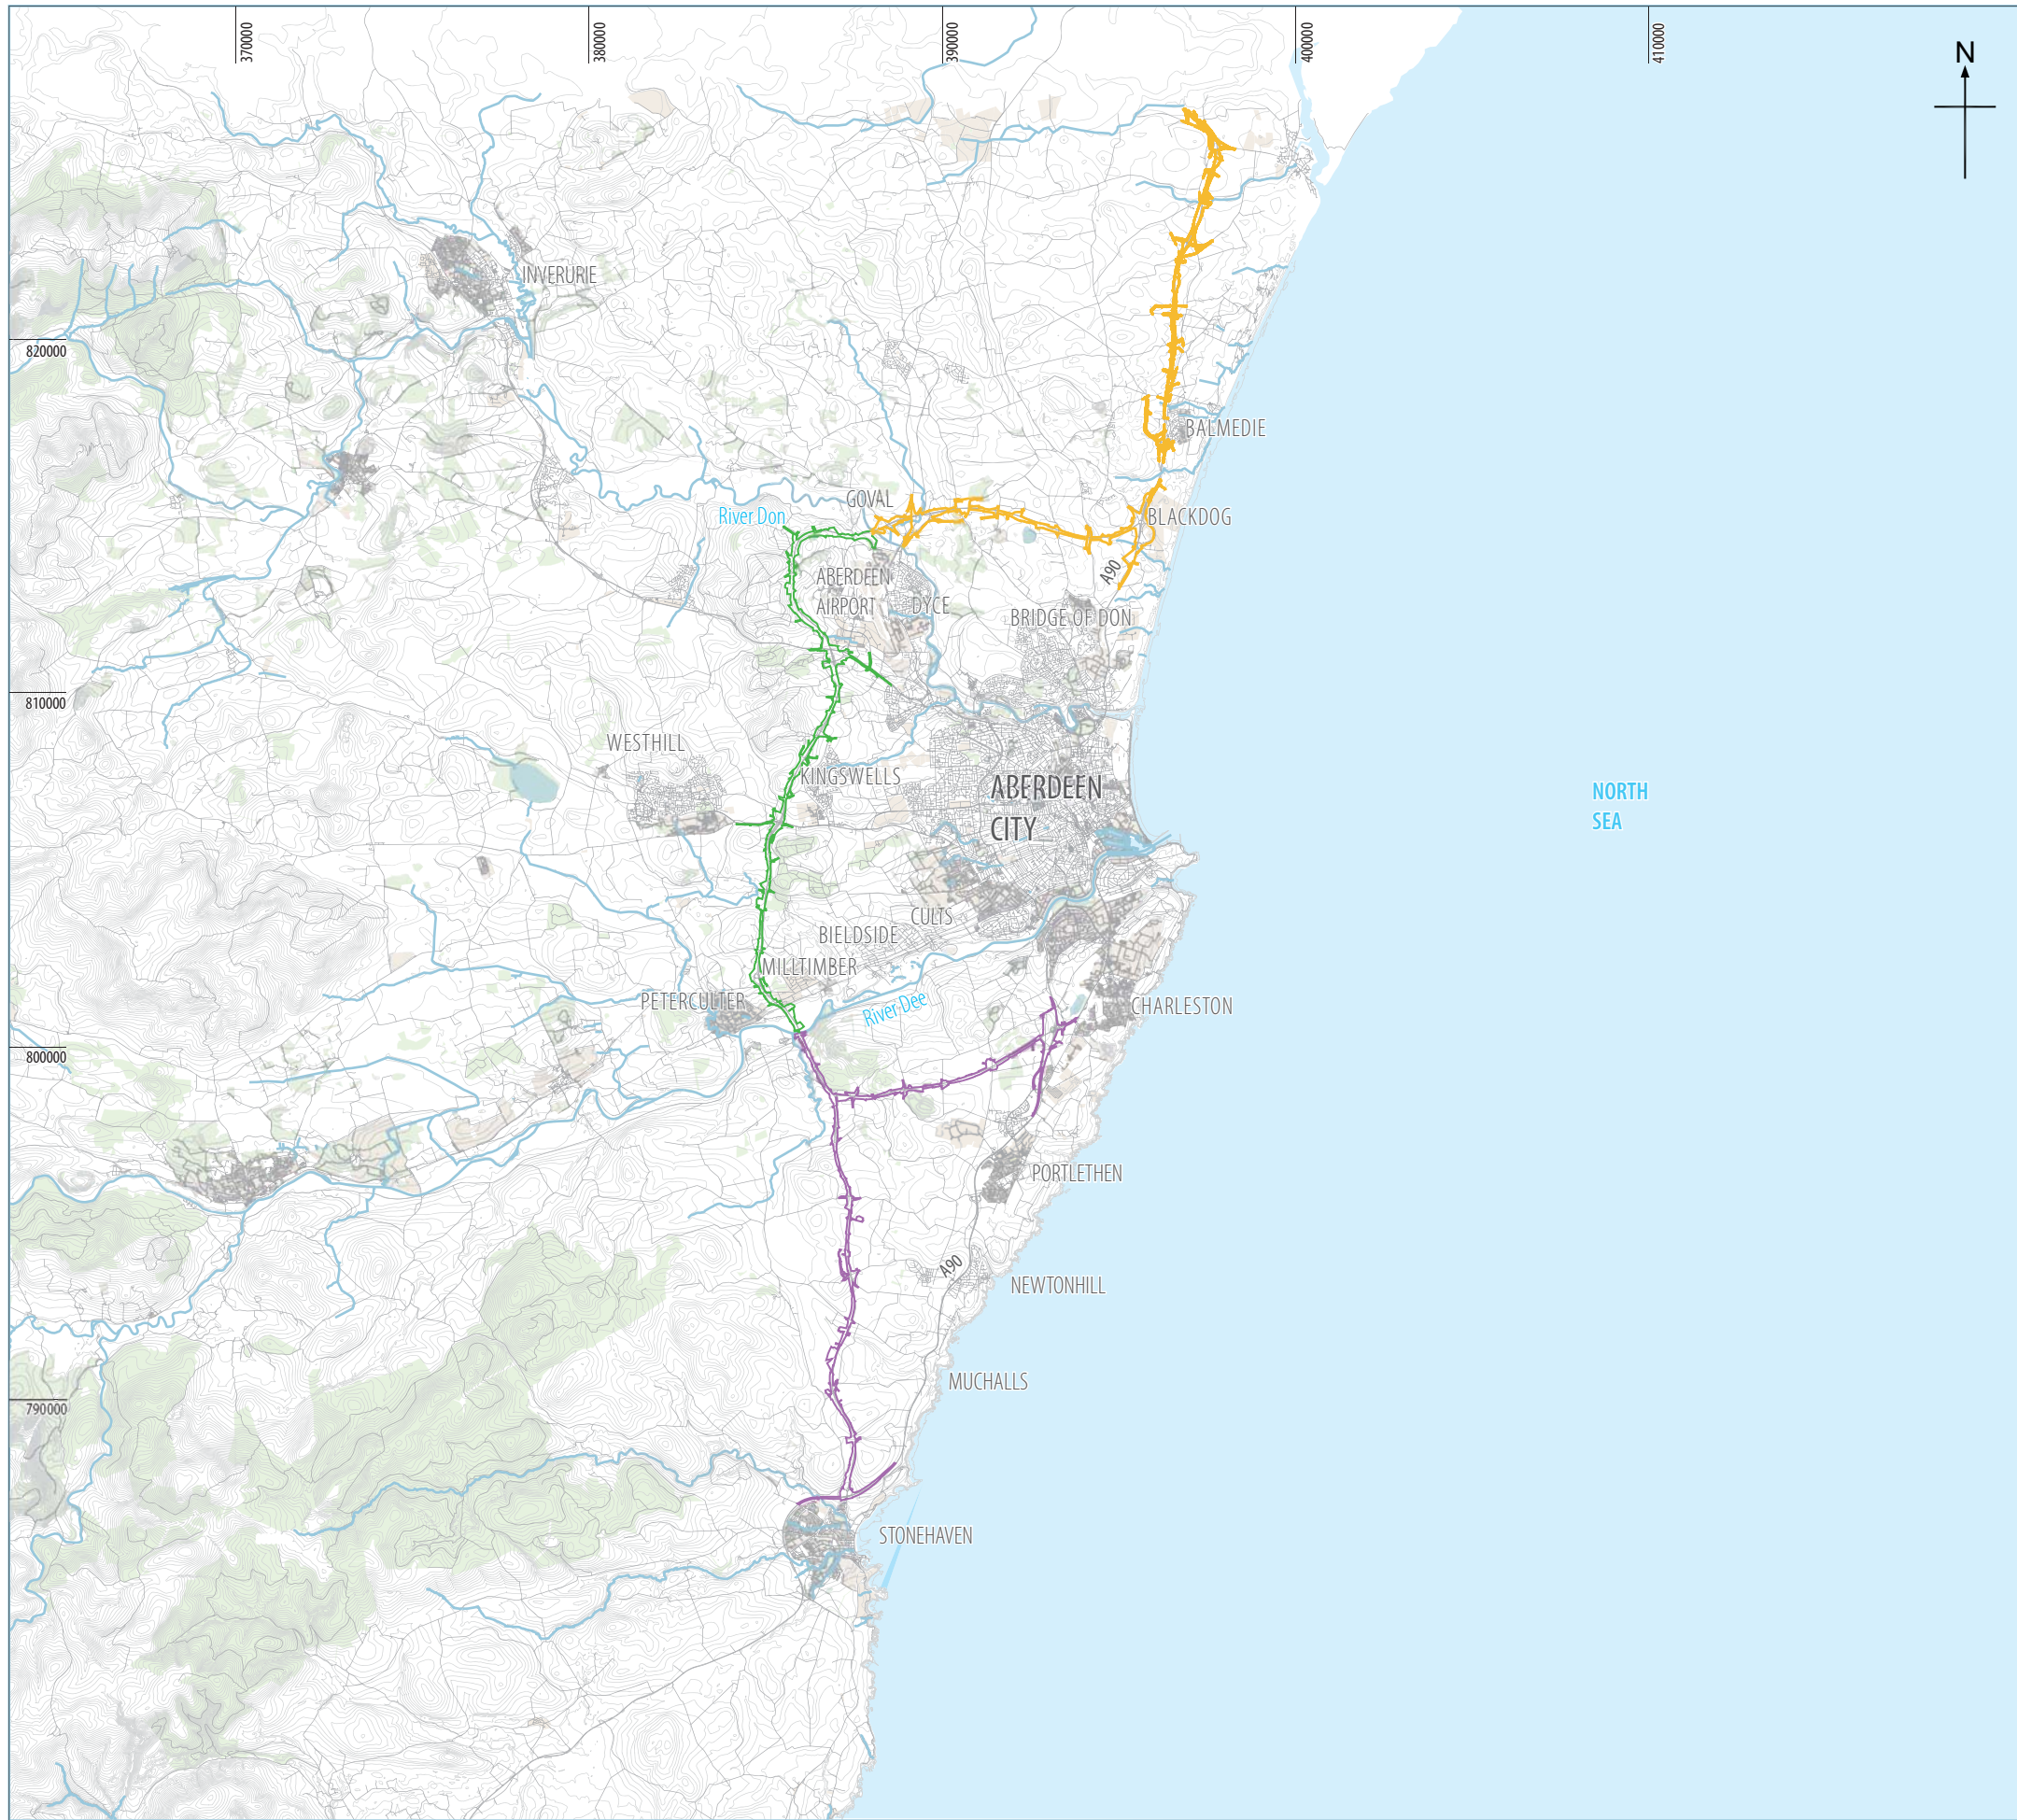 370000
380000
390000
400000
410000
N
INVERURIE
820000
BALMEDIE
GOVAL
River Don
BLACKDOG
A90
ABERDEEN
AIRPORT
DYCE
BRIDGE OF DON
810000
WESTHILL
KINGSWELLS
ABERDEEN
CITY
NORTH
SEA
CULTS
BIELDSIDE
MILLTIMBER
PETERCULTER
River Dee
CHARLESTON
800000
PORTLETHEN
A90
NEWTONHILL
MUCHALLS
790000
STONEHAVEN